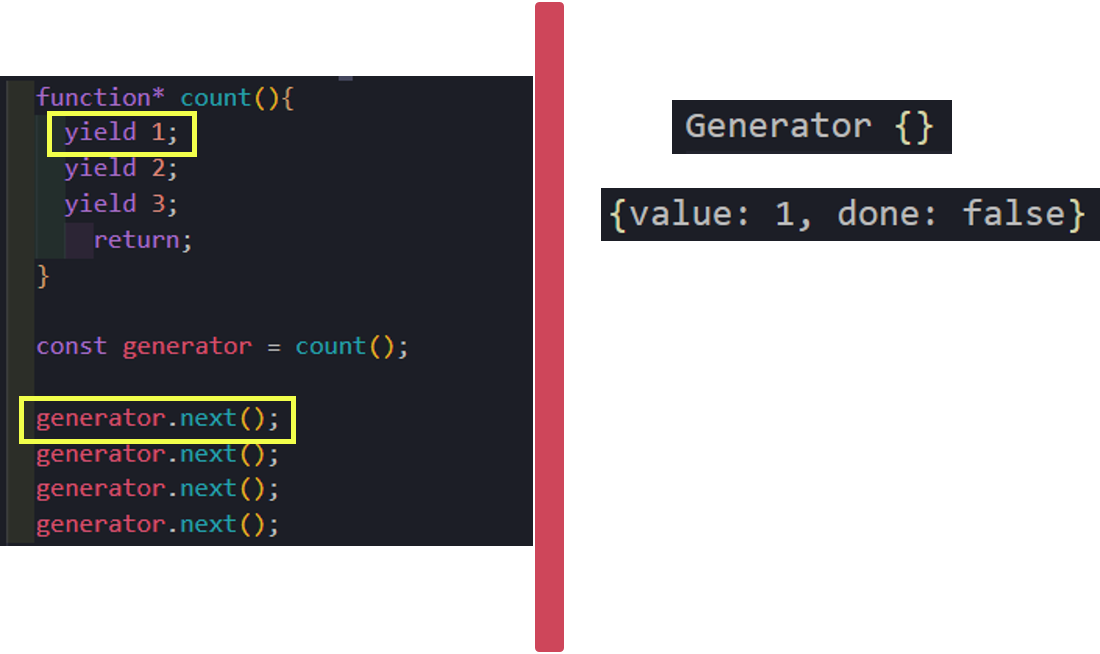 function* count(){
yield 1;
yield 2;
yield 3;
return;
}
const generator = count();
generator.next();
generator.next();
generator.next();
generator.next();
Generator {}
{value: 1, done: false}